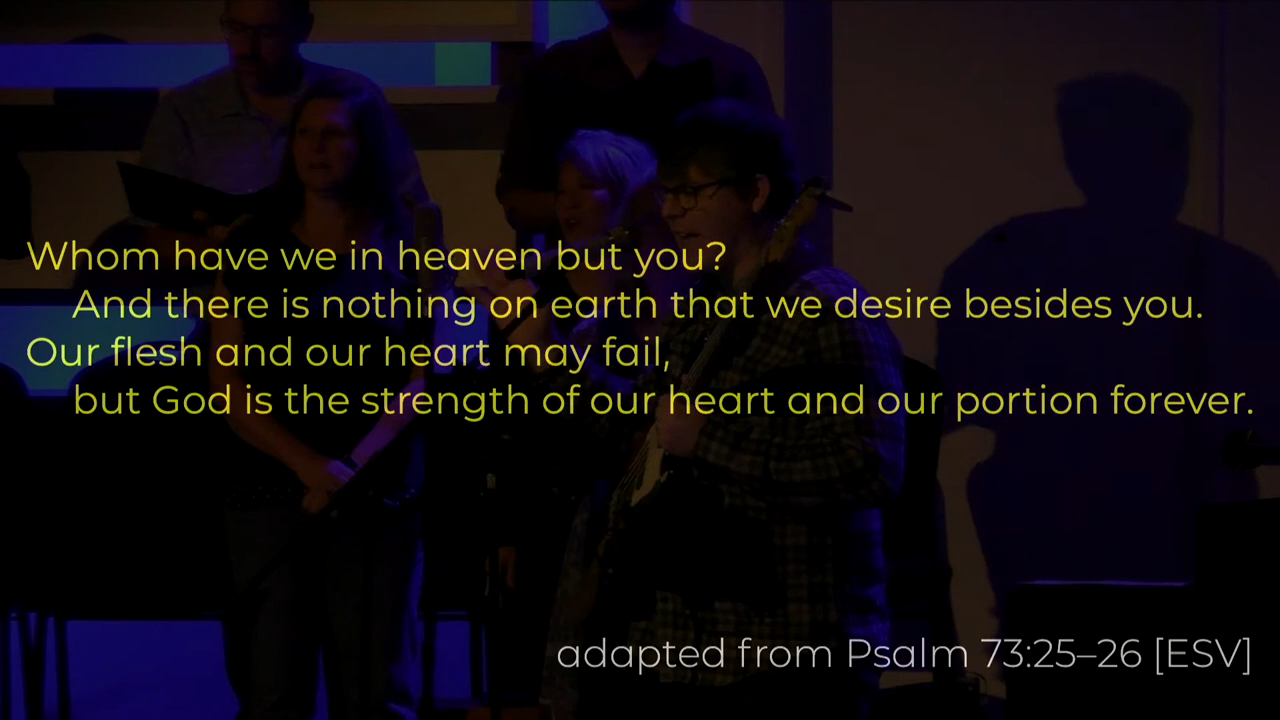 Whom have we in heaven but you?
And there is nothing on earth that we desire besides you.
Our flesh and our heart may fail,
but God is the strength of our heart and our portion forever.
adapted from Psalm 73:25–26 [ESV]